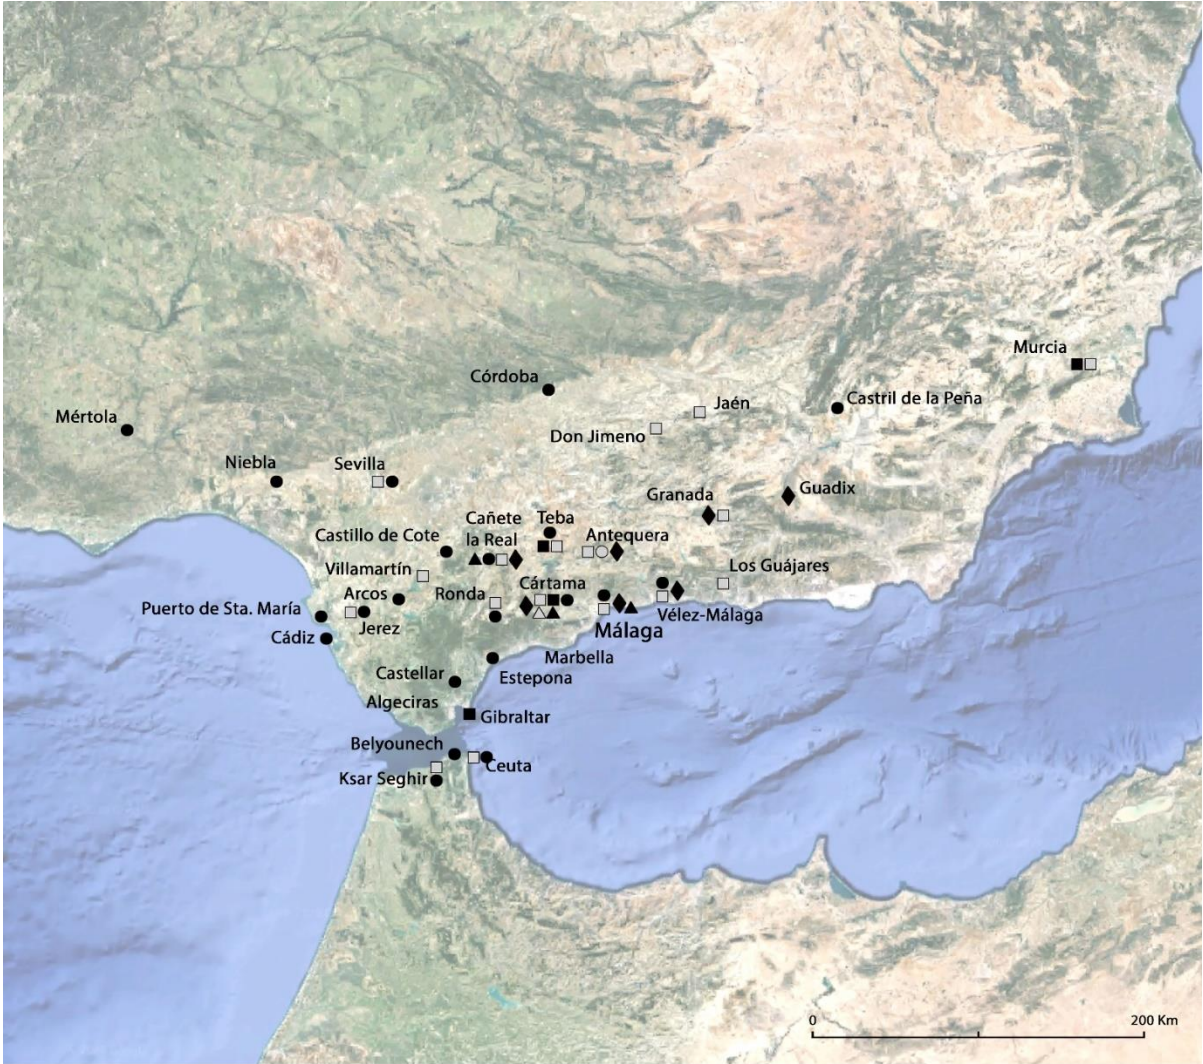 Murcia
Córdoba
Castril de la Peña
Jaén
Mértola
Don Jimeno
Niebla
Sevilla
Granada
Guadix
Cañete
la Real
Teba
Castillo de Cote
Antequera
Villamartín
Los Guájares
Arcos
Ronda
Cártama
Puerto de Sta. María
Jerez
Vélez-Málaga
Cádiz
Málaga
Marbella
Castellar
Estepona
Algeciras
Gibraltar
Belyounech
Ceuta
Ksar Seghir
0
200 Km